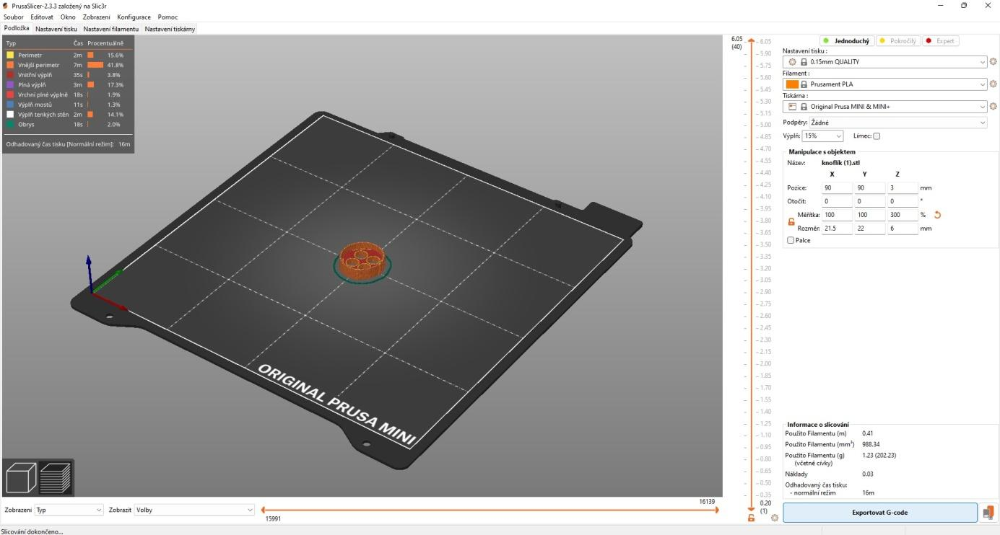 PrusaSlicer-2.3.3 založený na Slic3r
Soubor Editovat Okno Zobrazení Konfigurace Pomoc
Podložka Nastavení tisku Nastavení filamentu Nastavení tiskárny
Typ Čas Procentuálně
Perimetr 2m 15.6%
Vnější perimetr 7m 41.8%
Vnitřní výplň 35s 3.8%
Plná výplň 3m 17.3%
Vrchní plné výplně 18s 1.9%
Výplň mostů 11s 1.3%
Výplň tenkých stěn 2m 14.1%
Obrys 18s 2.0%
Odhadovaný čas tisku [Normální režim]: 16m
ORIGINAL PRUSA MINI
Zobrazení Typ Zobrazit Volby
16139
15991
6.05
(40)
6.05
5.90
5.75
5.60
5.45
5.30
5.15
5.00
4.85
4.70
4.55
4.40
4.25
4.10
3.95
3.80
3.65
3.50
3.35
3.20
3.05
2.90
2.75
2.60
2.45
2.30
2.15
2.00
1.85
1.70
1.55
1.40
1.25
1.10
0.95
0.80
0.65
0.50
0.35
0.20
(1)
Jednoduchý Pokročilý Expert
Nastavení tisku :
0.15mm QUALITY
Filament :
Prusament PLA
Tiskárna :
Original Prusa MINI & MINI+
Podpěry: Žádné
Výplň: 15% Límec:
Manipulace s objektem
Název: knoflík (1).stl
X Y Z
Pozice: 90 90 3 mm
Otočit: 0 0 0 °
Měřítka: 100 100 300 %
Rozměr: 21.5 22 6 mm
Palce
Informace o slicování
Použito Filamentu (m) 0.41
Použito Filamentu (mm³) 988.34
Použito Filamentu (g) 1.23 (202.23)
(včetně cívky)
Náklady 0.03
Odhadovaný čas tisku:
- normální režim 16m
Exportovat G-code
Slicování dokončeno...